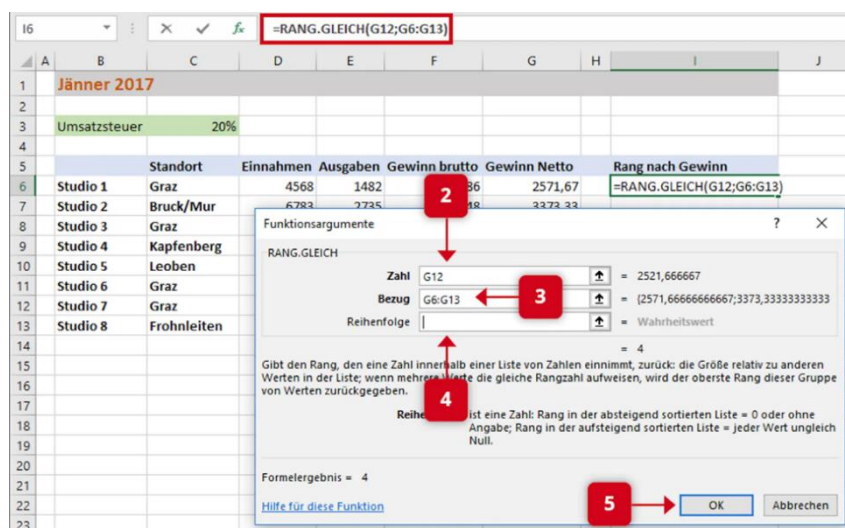 I6 fx =RANG.GLEICH(G12;G6:G13)
A B C D E F G H I J
1 Jänner 2017
2
3 Umsatzsteuer 20%
4
5 Standort Einnahmen Ausgaben Gewinn brutto Gewinn Netto Rang nach Gewinn
6 Studio 1 Graz 4568 1482 86 2571,67 =RANG.GLEICH(G12;G6:G13)
7 Studio 2 Bruck/Mur 6783 2735 48 3373,33
8 Studio 3 Graz
9 Studio 4 Kapfenberg
10 Studio 5 Leoben
11 Studio 6 Graz
12 Studio 7 Graz
13 Studio 8 Frohnleiten
14
15
16
17
18
19
20
21
22
23
2
Funktionsargumente ? ×
RANG.GLEICH
Zahl G12 = 2521,666667
Bezug G6:G13 3 = {2571,66666666667;3373,33333333333
Reihenfolge = Wahrheitswert
= 4
Gibt den Rang, den eine Zahl innerhalb einer Liste von Zahlen einnimmt, zurück: die Größe relativ zu anderen
Werten in der Liste; wenn mehrere Werte die gleiche Rangzahl aufweisen, wird der oberste Rang dieser Gruppe
von Werten zurückgegeben.
4
Reihe ist eine Zahl: Rang in der absteigend sortierten Liste = 0 oder ohne
Angabe; Rang in der aufsteigend sortierten Liste = jeder Wert ungleich
Null.
Formelergebnis = 4
Hilfe für diese Funktion 5 OK Abbrechen